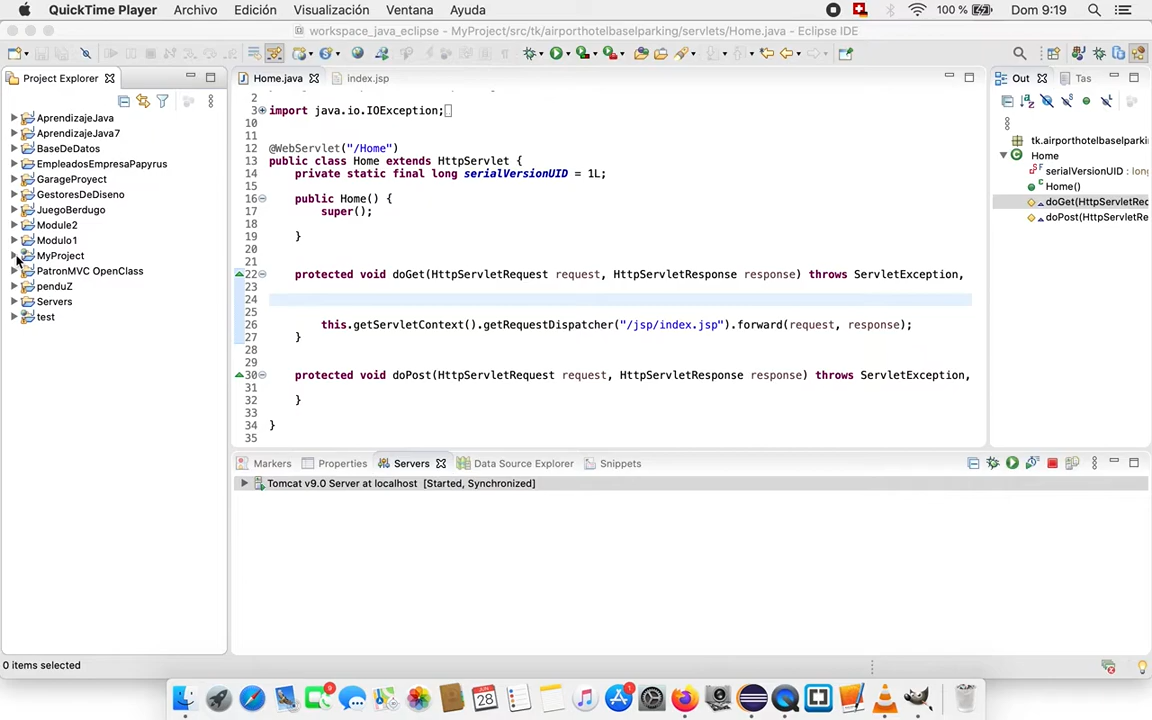 QuickTime Player Archivo Edición Visualización Ventana Ayuda 100 % Dom 9:19
workspace_java_eclipse - MyProject/src/tk/airporthotelbaselparking/servlets/Home.java - Eclipse IDE
Project Explorer
AprendizajeJava
AprendizajeJava7
BaseDeDatos
EmpleadosEmpresaPapyrus
GarageProyect
GestoresDeDiseno
JuegoBerdugo
Module2
Modulo1
MyProject
PatronMVC OpenClass
penduZ
Servers
test
Home.java index.jsp
2
3 import java.io.IOException;
10
11
12 @WebServlet("/Home")
13 public class Home extends HttpServlet {
14 private static final long serialVersionUID = 1L;
15
16 public Home() {
17 super();
18
19 }
20
21
22 protected void doGet(HttpServletRequest request, HttpServletResponse response) throws ServletException,
23
24
25
26 this.getServletContext().getRequestDispatcher("/jsp/index.jsp").forward(request, response);
27 }
28
29
30 protected void doPost(HttpServletRequest request, HttpServletResponse response) throws ServletException,
31
32 }
33
34 }
35
Out Tas
tk.airporthotelbaselparki
Home
serialVersionUID : long
Home()
doGet(HttpServletRec
doPost(HttpServletRe
Markers Properties Servers Data Source Explorer Snippets
Tomcat v9.0 Server at localhost [Started, Synchronized]
0 items selected
9
JUN
28
1